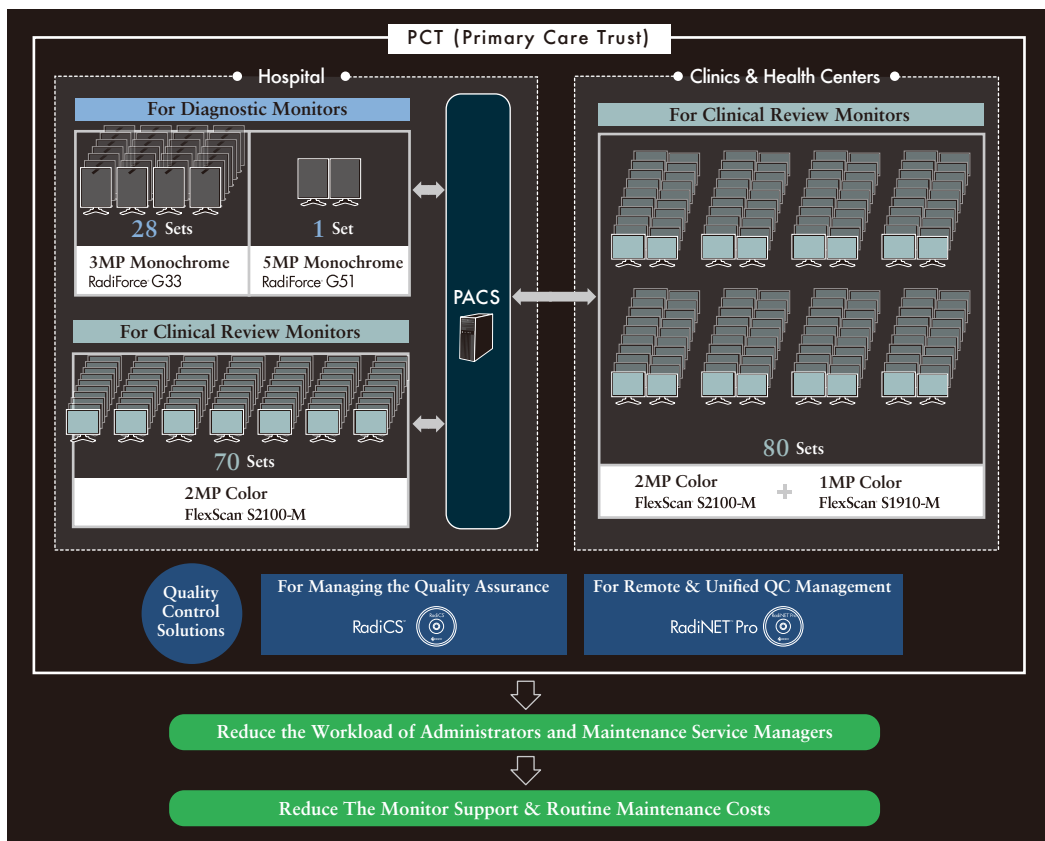 PCT (Primary Care Trust)
Hospital
For Diagnostic Monitors
28 Sets
3MP Monochrome
RadiForce G33
1 Set
5MP Monochrome
RadiForce G51
For Clinical Review Monitors
70 Sets
2MP Color
FlexScan S2100-M
PACS
Clinics & Health Centers
For Clinical Review Monitors
80 Sets
2MP Color
FlexScan S2100-M
+
1MP Color
FlexScan S1910-M
Quality
Control
Solutions
For Managing the Quality Assurance
RadiCS™
RadiCS
For Remote & Unified QC Management
RadiNET™ Pro
RadiNET Pro
Reduce the Workload of Administrators and Maintenance Service Managers
Reduce The Monitor Support & Routine Maintenance Costs